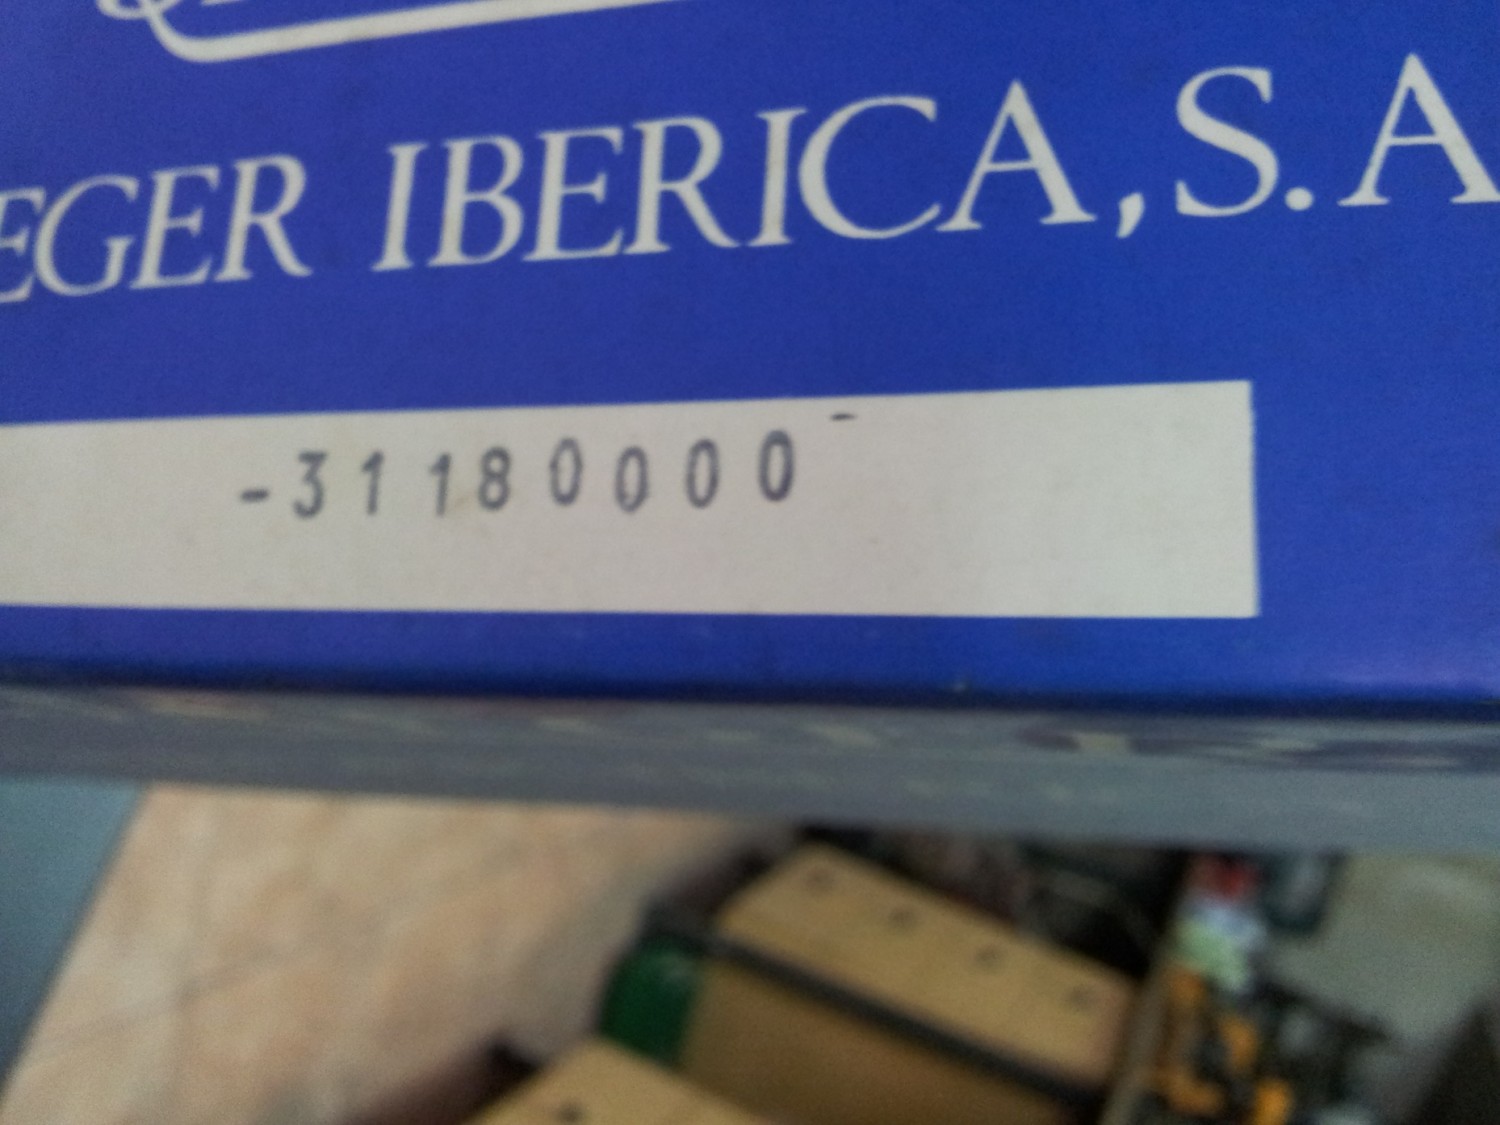 EGER IBERICA, S.A
-31180000-